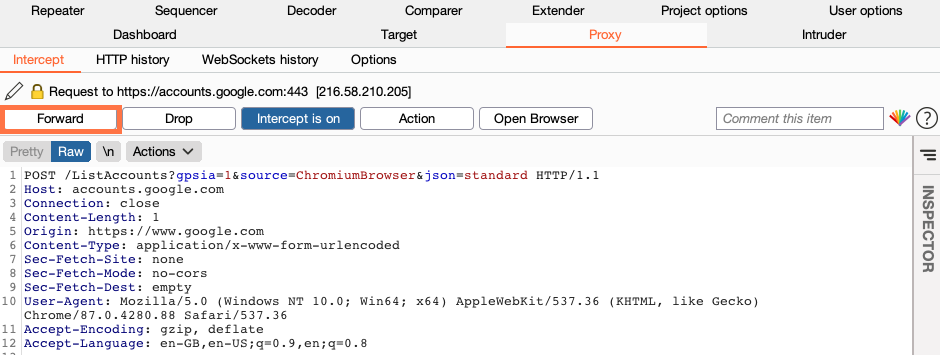 Repeater Sequencer Decoder Comparer Extender Project options User options
Dashboard Target Proxy Intruder
Intercept HTTP history WebSockets history Options
Request to https://accounts.google.com:443 [216.58.210.205]
Forward Drop Intercept is on Action Open Browser Comment this item ?
Pretty Raw \n Actions
INSPECTOR
1 POST /ListAccounts?gpsia=1&source=ChromiumBrowser&json=standard HTTP/1.1
2 Host: accounts.google.com
3 Connection: close
4 Content-Length: 1
5 Origin: https://www.google.com
6 Content-Type: application/x-www-form-urlencoded
7 Sec-Fetch-Site: none
8 Sec-Fetch-Mode: no-cors
9 Sec-Fetch-Dest: empty
10 User-Agent: Mozilla/5.0 (Windows NT 10.0; Win64; x64) AppleWebKit/537.36 (KHTML, like Gecko)
Chrome/87.0.4280.88 Safari/537.36
11 Accept-Encoding: gzip, deflate
12 Accept-Language: en-GB,en-US;q=0.9,en;q=0.8